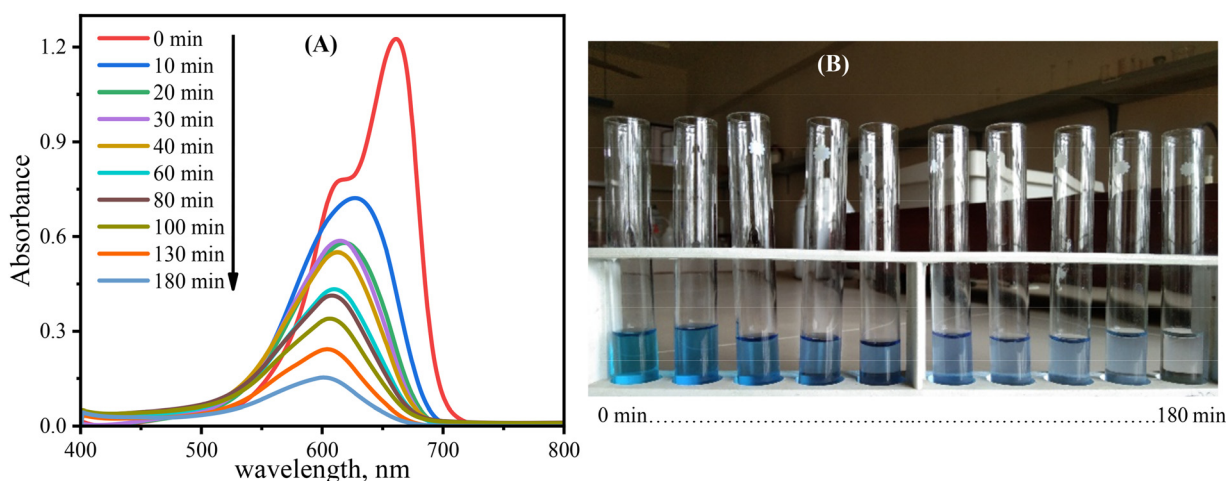 (A)
0 min
10 min
20 min
30 min
40 min
60 min
80 min
100 min
130 min
180 min
Absorbance
1.2
0.9
0.6
0.3
0.0
400 500 600 700 800
wavelength, nm
(B)
0 min.......................................................180 min